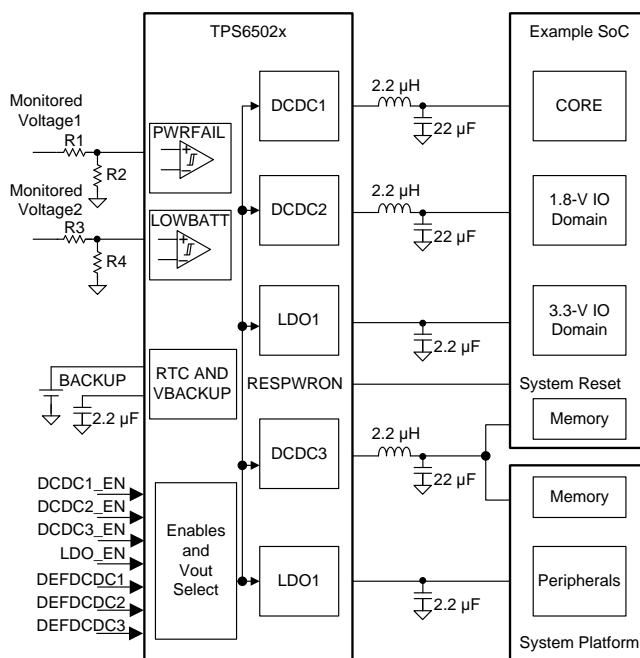 TPS6502x
Example SoC
Monitored
Voltage1
R1
R2
PWRFAIL
+
−
Monitored
Voltage2
R3
R4
LOWBATT
+
−
BACKUP
2.2 µF
RTC AND
VBACKUP
DCDC1_EN
DCDC2_EN
DCDC3_EN
LDO_EN
DEFDCDC1
DEFDCDC2
DEFDCDC3
Enables
and
Vout
Select
DCDC1
2.2 µH
22 µF
CORE
DCDC2
2.2 µH
22 µF
1.8-V IO
Domain
LDO1
2.2 µF
3.3-V IO
Domain
RESPWRON
System Reset
Memory
DCDC3
2.2 µH
22 µF
Memory
LDO1
2.2 µF
Peripherals
System Platform